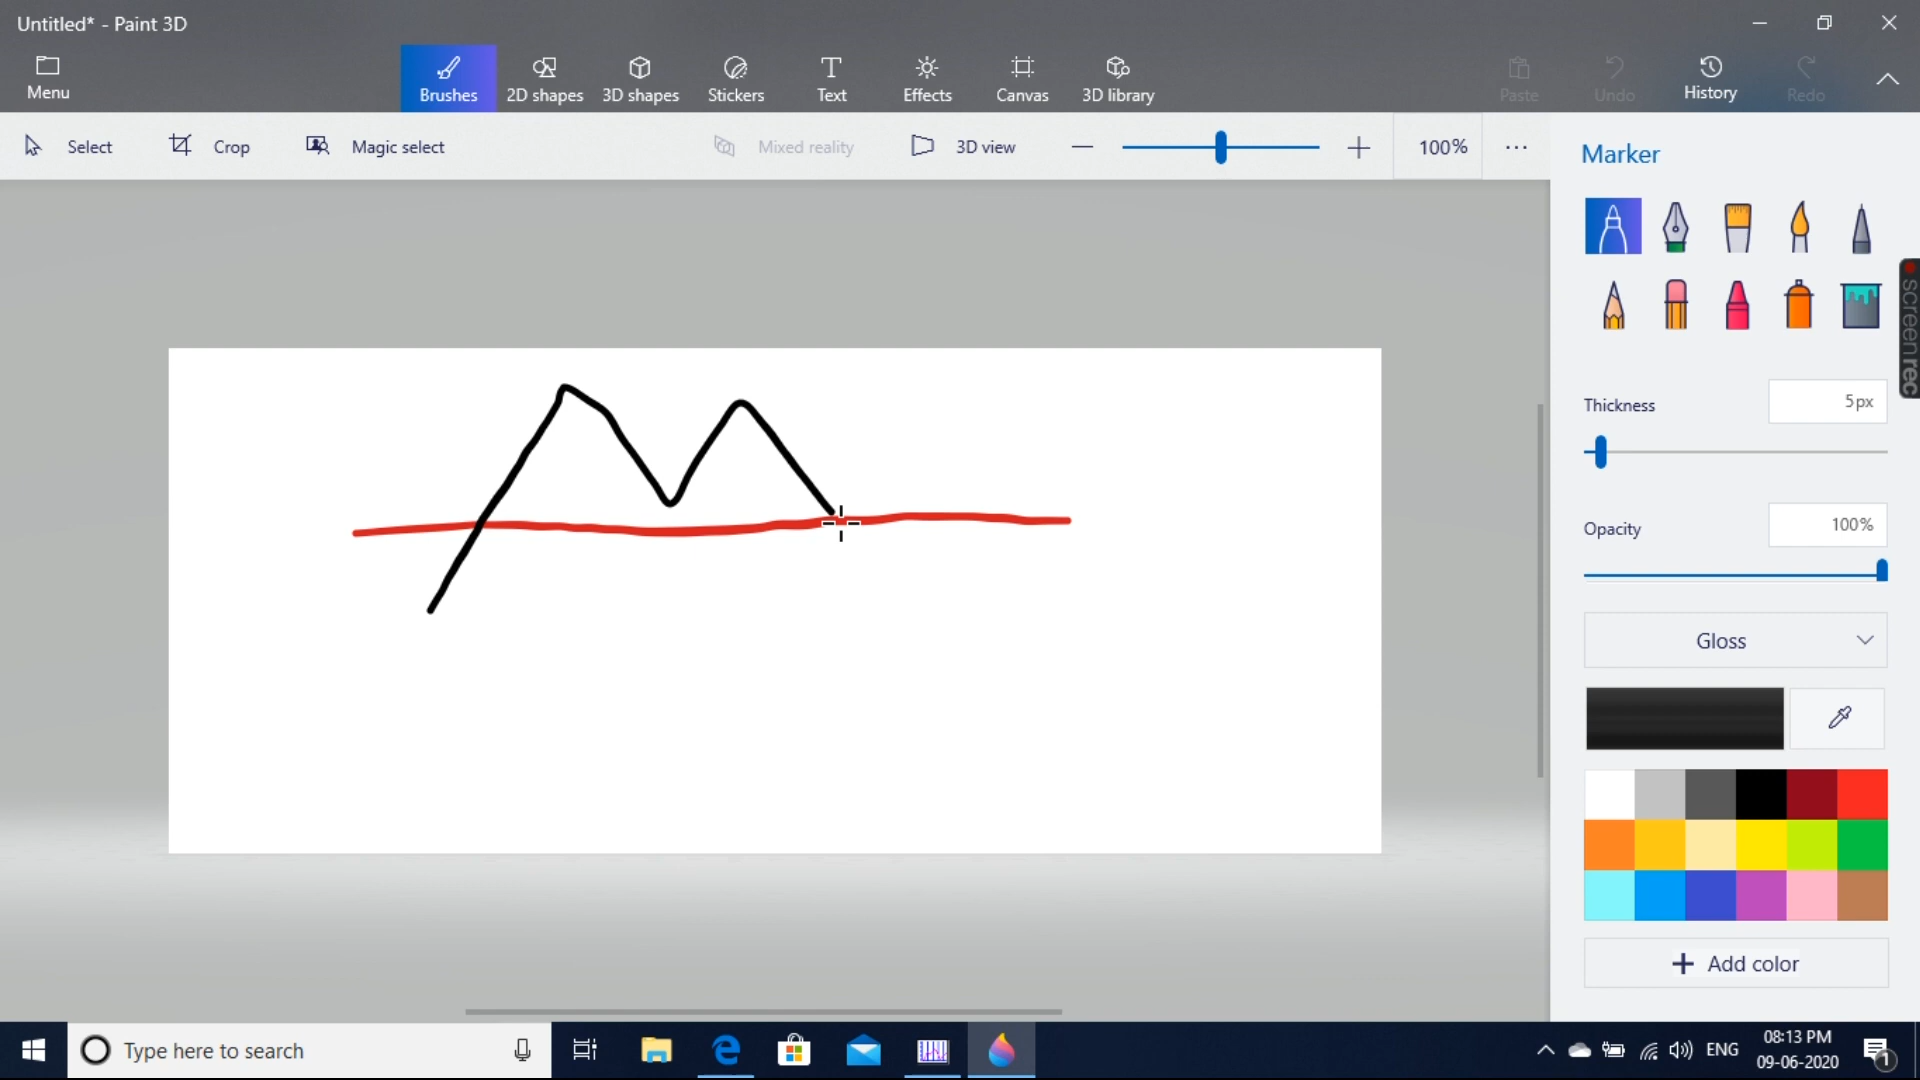 Untitled* - Paint 3D
Menu
Brushes
2D shapes
3D shapes
Stickers
Text
Effects
Canvas
3D library
Paste
Undo
History
Redo
Select
Crop
Magic select
Mixed reality
3D view
100%
Marker
Thickness
5px
Opacity
100%
Gloss
Add color
screenrec
Type here to search
ENG
08:13 PM
09-06-2020
1